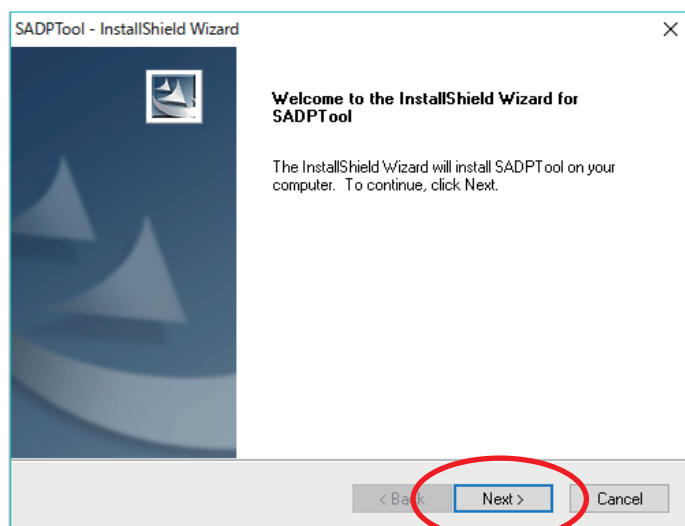 SADPTool - InstallShield Wizard
Welcome to the InstallShield Wizard for
SADPTool
The InstallShield Wizard will install SADPTool on your
computer. To continue, click Next.
< Back Next > Cancel